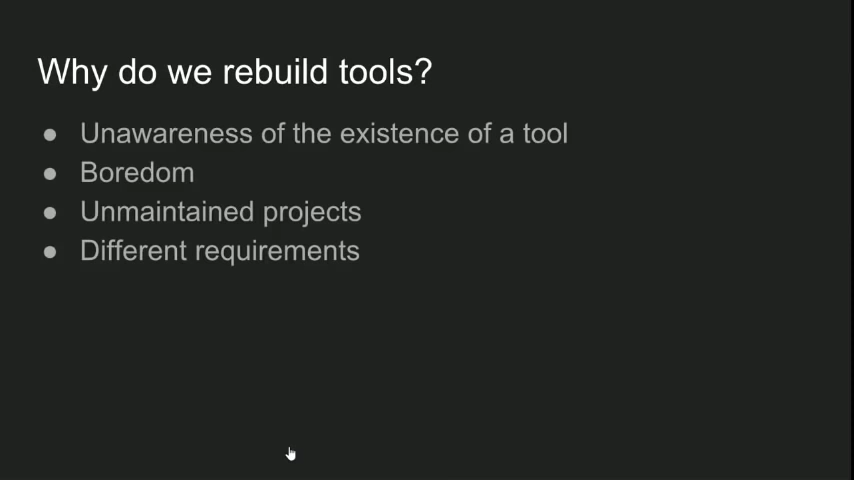 Why do we rebuild tools?
● Unawareness of the existence of a tool
● Boredom
● Unmaintained projects
● Different requirements